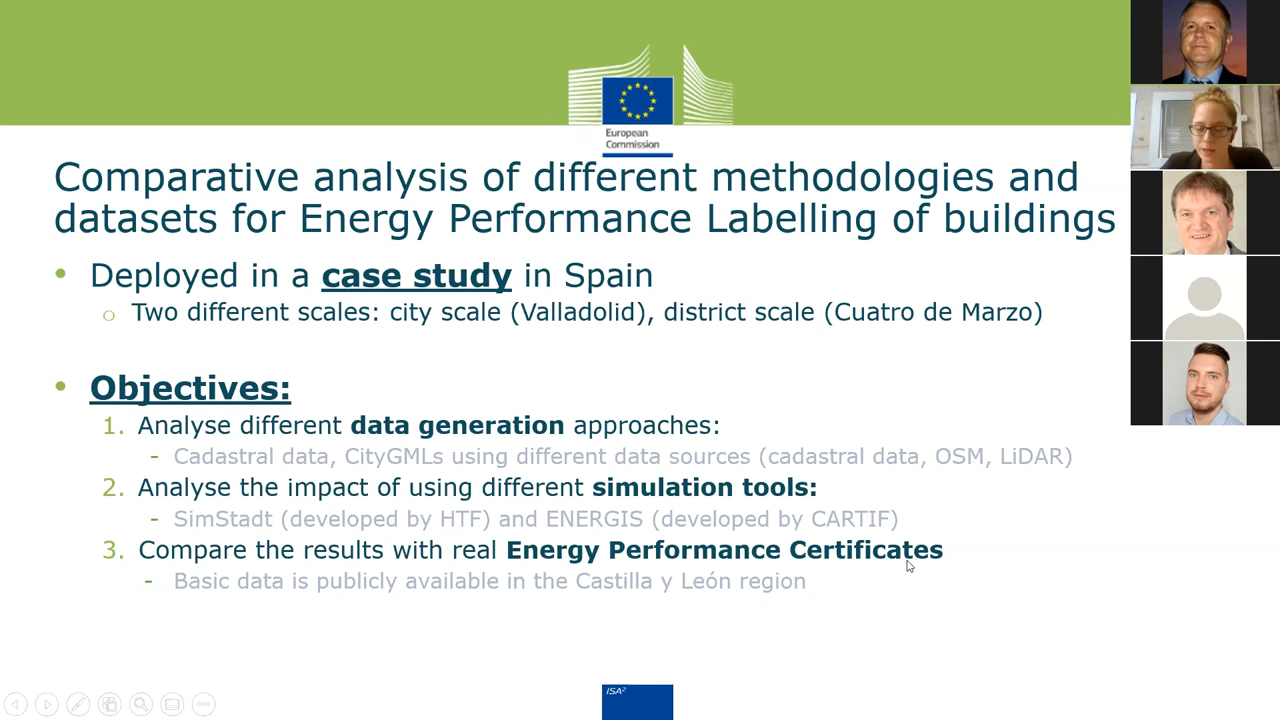 European
Commission
Comparative analysis of different methodologies and
datasets for Energy Performance Labelling of buildings
• Deployed in a case study in Spain
o Two different scales: city scale (Valladolid), district scale (Cuatro de Marzo)
• Objectives:
1. Analyse different data generation approaches:
- Cadastral data, CityGMLs using different data sources (cadastral data, OSM, LiDAR)
2. Analyse the impact of using different simulation tools:
- SimStadt (developed by HTF) and ENERGIS (developed by CARTIF)
3. Compare the results with real Energy Performance Certificates
- Basic data is publicly available in the Castilla y León region
ISA²